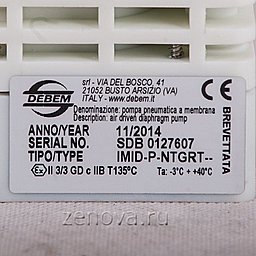 srl - VIA DEL BOSCO, 41
21052 BUSTO ARSIZIO (VA)
ITALY - www.debem.it
DEBEM
Denominazione: pompa pneumatica a membrana
Description: air driven diaphragm pump
ANNO/YEAR 11/2014
SERIAL NO. SDB 0127607
TIPO/TYPE IMID-P-NTGRT--
Ex II 3/3 GD c IIB T135°C Ta: -3°C ÷ +40°C
BREVETTATA
zenova.ru